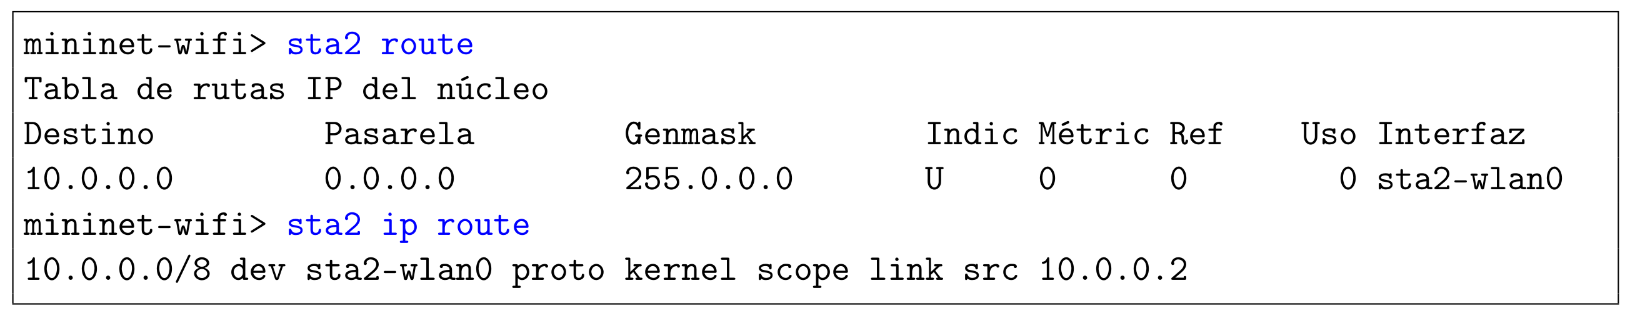 mininet-wifi> sta2 route
Tabla de rutas IP del núcleo
Destino         Pasarela        Genmask         Indic Métric Ref    Uso Interfaz
10.0.0.0        0.0.0.0         255.0.0.0       U     0      0        0 sta2-wlan0
mininet-wifi> sta2 ip route
10.0.0.0/8 dev sta2-wlan0 proto kernel scope link src 10.0.0.2